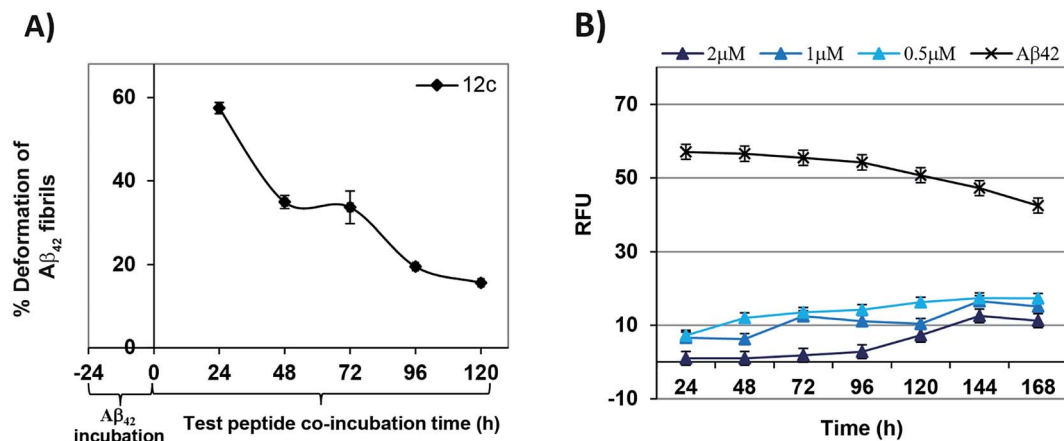 A)
% Deformation of
Aβ42 fibrils
60
40
20
0
12c
-24 0 24 48 72 96 120
Aβ42
incubation
Test peptide co-incubation time (h)
B)
2µM 1µM 0.5µM Aβ42
RFU
70
50
30
10
-10
24 48 72 96 120 144 168
Time (h)